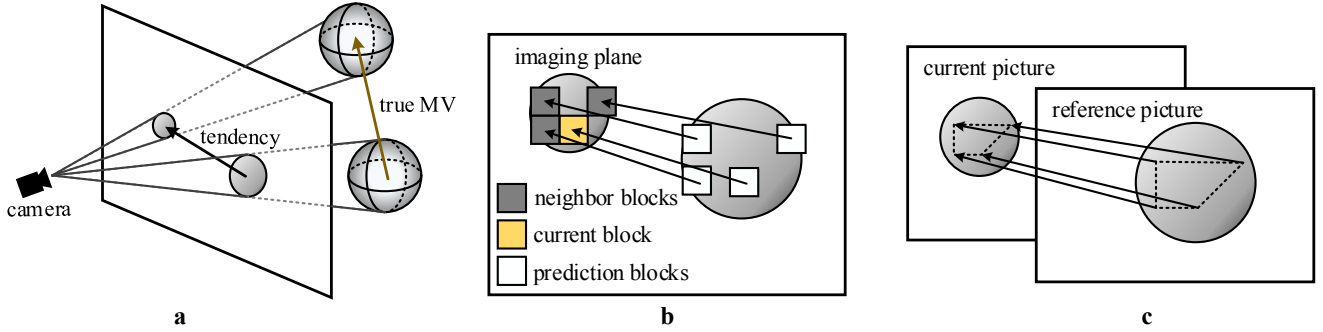 true MV
tendency
camera
a
imaging plane
neighbor blocks
current block
prediction blocks
b
current picture
reference picture
c